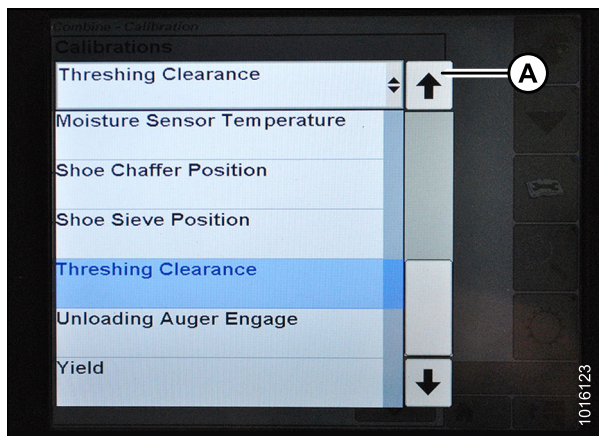 Combine - Calibration
Calibrations
Threshing Clearance
A
Moisture Sensor Temperature
Shoe Chaffer Position
Shoe Sieve Position
Threshing Clearance
Unloading Auger Engage
Yield
1016123